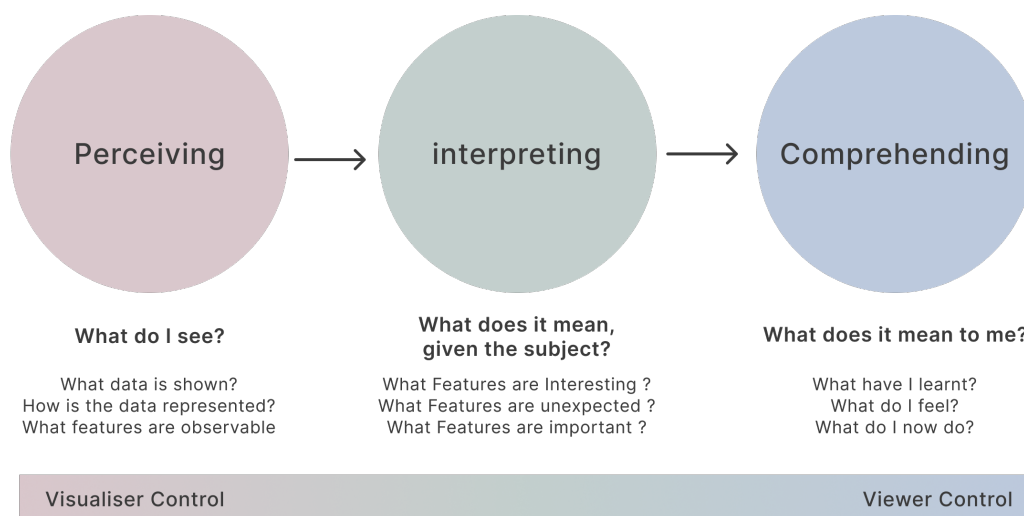 Perceiving
interpreting
Comprehending
What do I see?
What data is shown?
How is the data represented?
What features are observable
What does it mean,
given the subject?
What Features are Interesting ?
What Features are unexpected ?
What Features are important ?
What does it mean to me?
What have I learnt?
What do I feel?
What do I now do?
Visualiser Control
Viewer Control